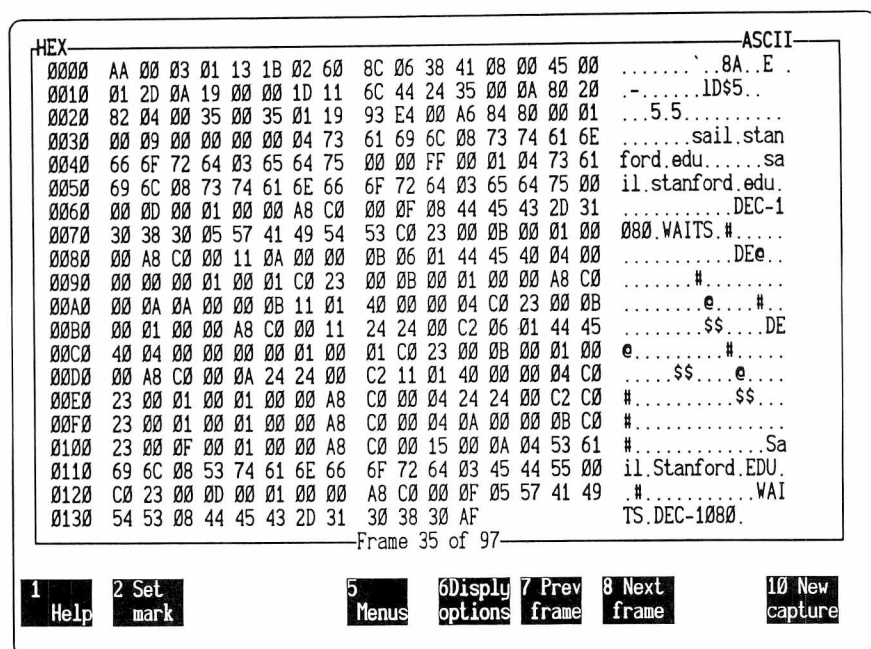 HEX ASCII
0000 AA 00 03 01 13 1B 02 60 8C 06 38 41 08 00 45 00 .......`..8A..E .
0010 01 2D 0A 19 00 00 1D 11 6C 44 24 35 00 0A 80 20 .-......lD$5..
0020 82 04 00 35 00 35 01 19 93 E4 00 A6 84 80 00 01 ...5.5..........
0030 00 09 00 00 00 00 04 73 61 69 6C 08 73 74 61 6E .......sail.stan
0040 66 6F 72 64 03 65 64 75 00 00 FF 00 01 04 73 61 ford.edu......sa
0050 69 6C 08 73 74 61 6E 66 6F 72 64 03 65 64 75 00 il.stanford.edu.
0060 00 0D 00 01 00 00 A8 C0 00 0F 08 44 45 43 2D 31 ...........DEC-1
0070 30 38 30 05 57 41 49 54 53 C0 23 00 0B 00 01 00 080.WAITS.#.....
0080 00 A8 C0 00 11 0A 00 00 0B 06 01 44 45 40 04 00 ...........DE@..
0090 00 00 00 01 00 01 C0 23 00 0B 00 01 00 00 A8 C0 .......#........
00A0 00 0A 0A 00 00 0B 11 01 40 00 00 04 C0 23 00 0B ........@....#..
00B0 00 01 00 00 A8 C0 00 11 24 24 00 C2 06 01 44 45 ........$$....DE
00C0 40 04 00 00 00 00 01 00 01 C0 23 00 0B 00 01 00 @.........#.....
00D0 00 A8 C0 00 0A 24 24 00 C2 11 01 40 00 00 04 C0 .....$$....@....
00E0 23 00 01 00 01 00 00 A8 C0 00 04 24 24 00 C2 C0 #..........$$...
00F0 23 00 01 00 01 00 00 A8 C0 00 04 0A 00 00 0B C0 #...............
0100 23 00 0F 00 01 00 00 A8 C0 00 15 00 0A 04 53 61 #.............Sa
0110 69 6C 08 53 74 61 6E 66 6F 72 64 03 45 44 55 00 il.Stanford.EDU.
0120 C0 23 00 0D 00 01 00 00 A8 C0 00 0F 05 57 41 49 .#...........WAI
0130 54 53 08 44 45 43 2D 31 30 38 30 AF TS.DEC-1080.
Frame 35 of 97
1 Help
2 Set mark
5 Menus
6Disply options
7 Prev frame
8 Next frame
10 New capture